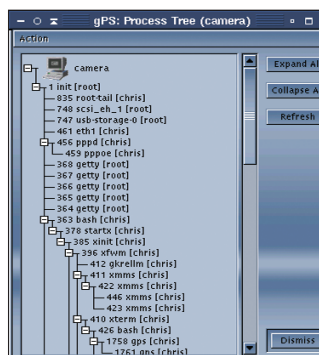 gPS: Process Tree (camera)
Action
camera
1 init [root]
835 root-tail [chris]
748 scsi_eh_1 [root]
747 usb-storage-0 [root]
461 eth1 [chris]
456 pppd [chris]
459 pppoe [chris]
368 getty [root]
367 getty [root]
366 getty [root]
365 getty [root]
364 getty [root]
363 bash [chris]
378 startx [chris]
385 xinit [chris]
396 xfwm [chris]
412 gkrellm [chris]
411 xmms [chris]
422 xmms [chris]
446 xmms [chris]
423 xmms [chris]
410 xterm [chris]
426 bash [chris]
1758 gps [chris]
1761 gps [chris]
Expand Al
Collapse A
Refresh
Dismiss